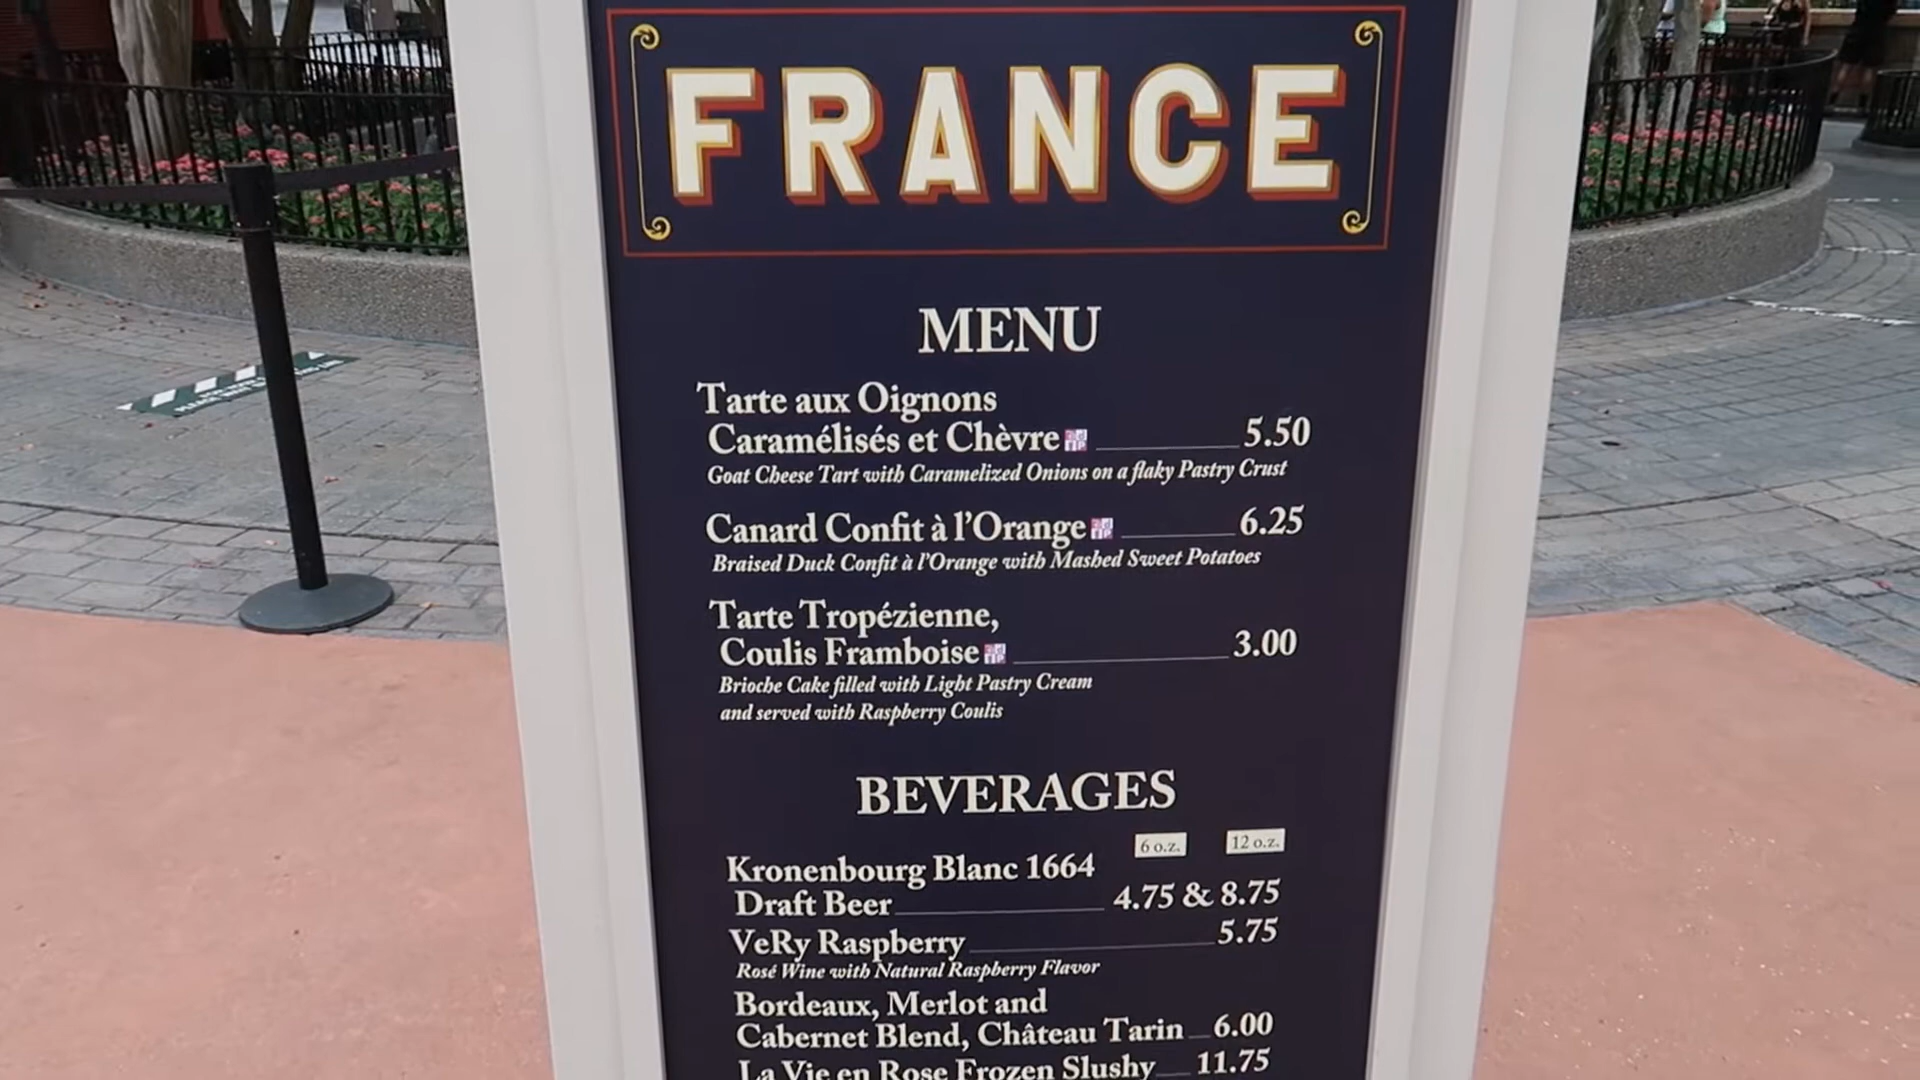 FRANCE
MENU
Tarte aux Oignons
Caramélisés et Chèvre 5.50
Goat Cheese Tart with Caramelized Onions on a flaky Pastry Crust
Canard Confit à l'Orange 6.25
Braised Duck Confit à l'Orange with Mashed Sweet Potatoes
Tarte Tropézienne,
Coulis Framboise 3.00
Brioche Cake filled with Light Pastry Cream
and served with Raspberry Coulis
BEVERAGES
6 o.z. 12 o.z.
Kronenbourg Blanc 1664
Draft Beer 4.75 & 8.75
VeRy Raspberry 5.75
Rosé Wine with Natural Raspberry Flavor
Bordeaux, Merlot and
Cabernet Blend, Château Tarin 6.00
La Vie en Rose Frozen Slushy 11.75